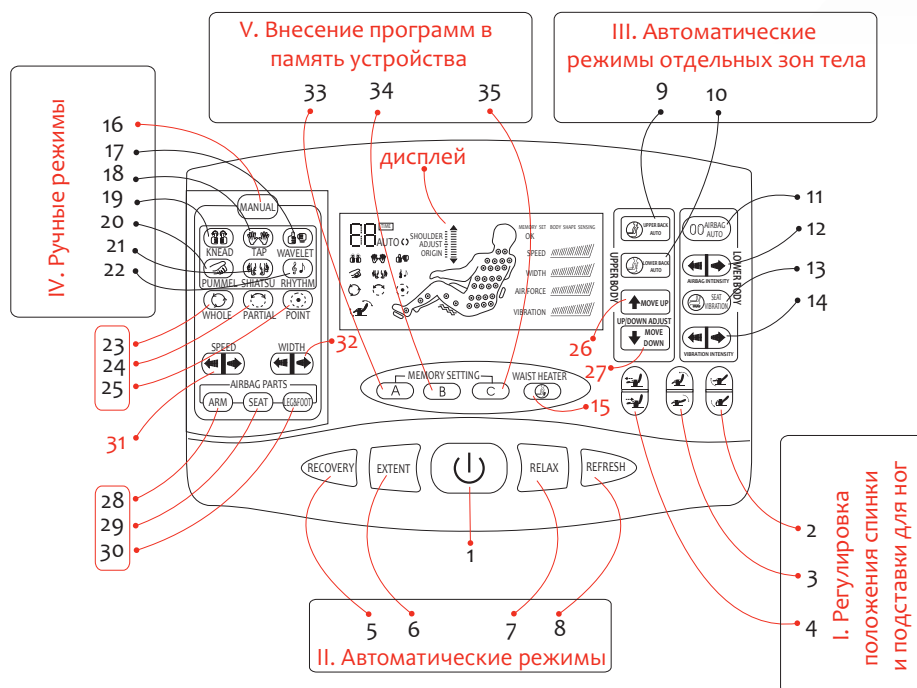 V. Внесение программ в
память устройства
33
34
35
III. Автоматические
режимы отдельных зон тела
9
10
IV. Ручные режимы
16
17
18
19
20
21
22
23
24
25
31
28
29
30
дисплей
MANUAL
KNEAD
TAP
WAVELET
PUMMEL
SHIATSU
RHYTHM
WHOLE
PARTIAL
POINT
SPEED
WIDTH
32
AIRBAG PARTS
ARM
SEAT
LEG&FOOT
88
TIME
AUTO
SHOULDER
ADJUST
ORIGIN
MEMORY SET BODY SHAPE SENSING
OK
SPEED
WIDTH
AIR FORCE
VIBRATION
UPPER BACK
AUTO
LOWER BACK
AUTO
UPPER BODY
MOVE UP
UP/DOWN ADJUST
MOVE
DOWN
26
27
AIRBAG
AUTO
AIRBAG INTENSITY
SEAT
VIBRATION
VIBRATION INTENSITY
LOWER BODY
11
12
13
14
MEMORY SETTING
A
B
C
WAIST HEATER
15
RECOVERY
EXTENT
RELAX
REFRESH
1
2
3
4
I. Регулировка
положения спинки
и подставки для ног
5
6
7
8
II. Автоматические режимы